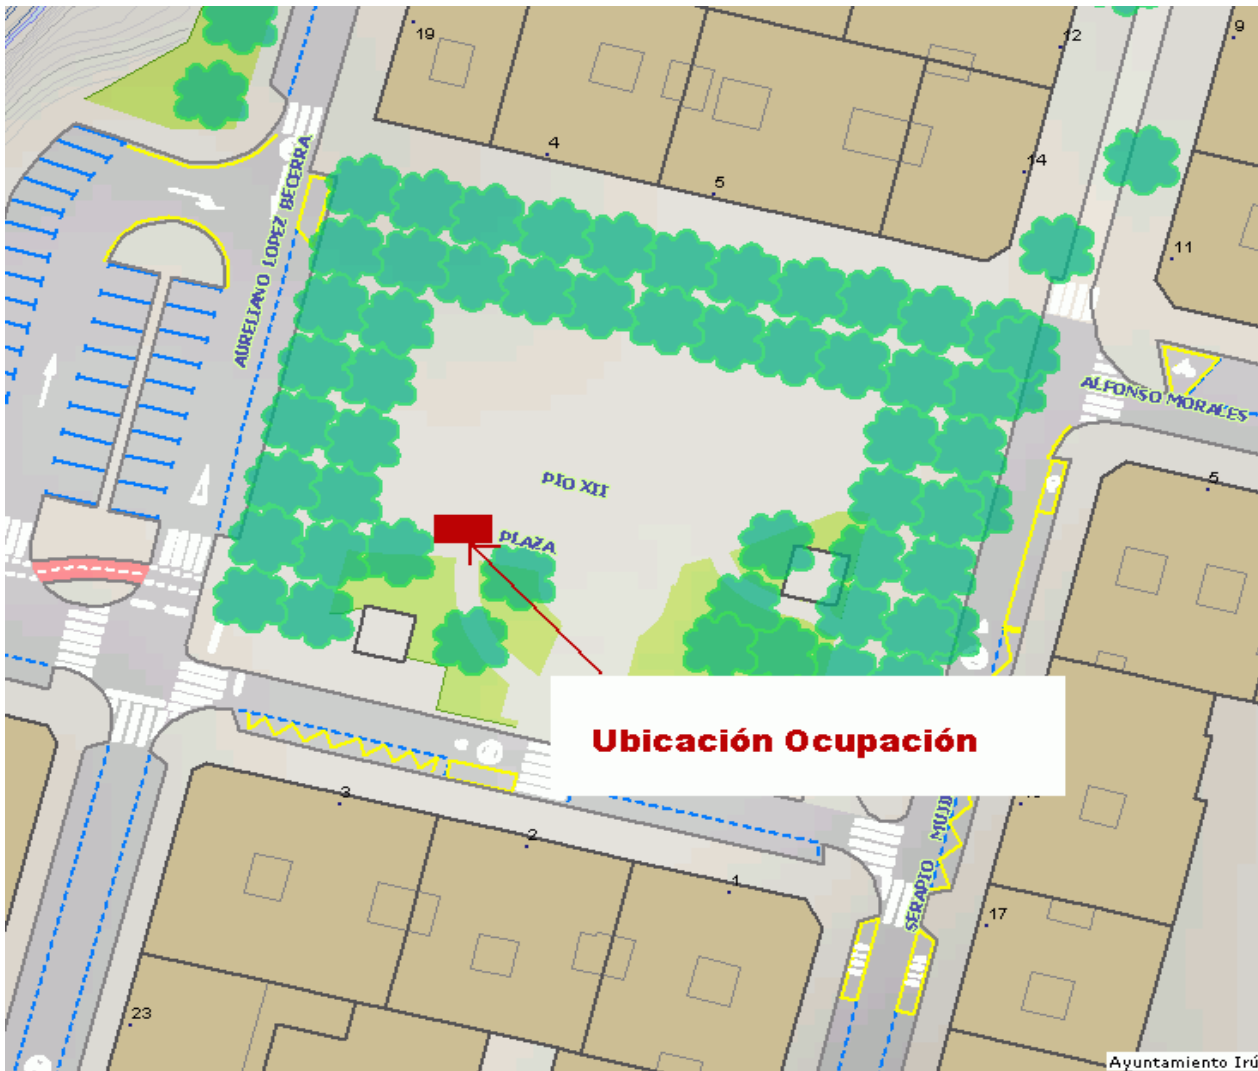 19
12
9
4
5
14
11
AURELIANO LOPEZ BECERRA
ALFONSO MORALES
5
PIO XII
PLAZA
Ubicación Ocupación
3
2
1
SERAPIO
17
23
Ayuntamiento Irú